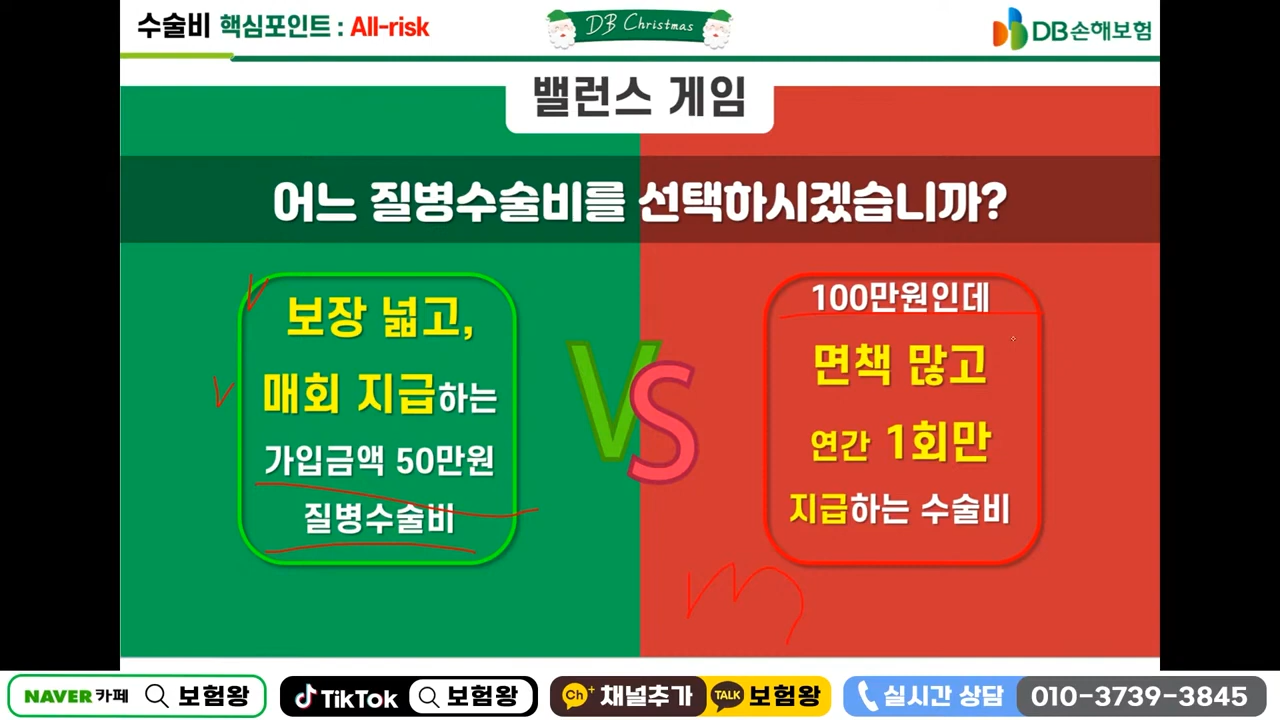 수술비 핵심포인트 : All-risk
DB Christmas
DB손해보험
밸런스 게임
어느 질병수술비를 선택하시겠습니까?
보장 넓고,
매회 지급하는
가입금액 50만원
질병수술비
VS
100만원인데
면책 많고
연간 1회만
지급하는 수술비
NAVER 카페 보험왕
TikTok 보험왕
Ch+ 채널추가 TALK 보험왕
실시간 상담 010-3739-3845